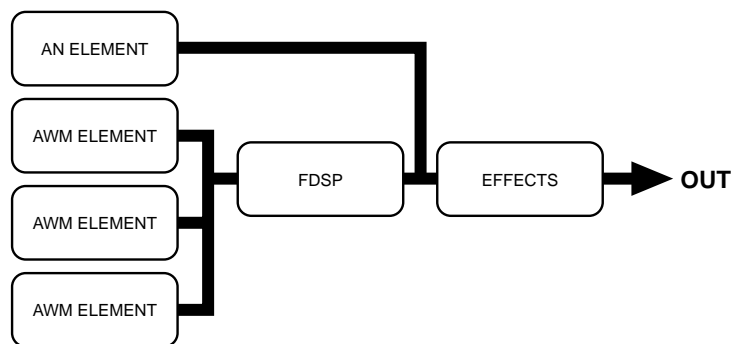 AN ELEMENT
AWM ELEMENT
FDSP
EFFECTS
OUT
AWM ELEMENT
AWM ELEMENT